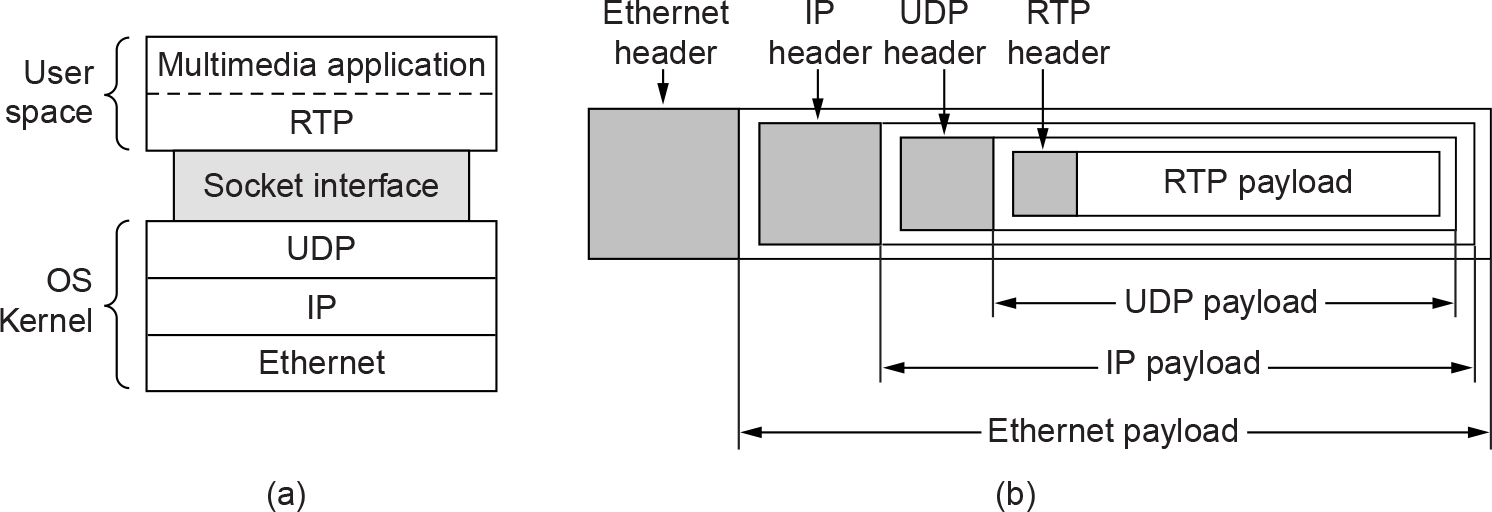 User
space
Multimedia application
RTP
Socket interface
OS
Kernel
UDP
IP
Ethernet
(a)
Ethernet
header
IP
header
UDP
header
RTP
header
RTP payload
UDP payload
IP payload
Ethernet payload
(b)